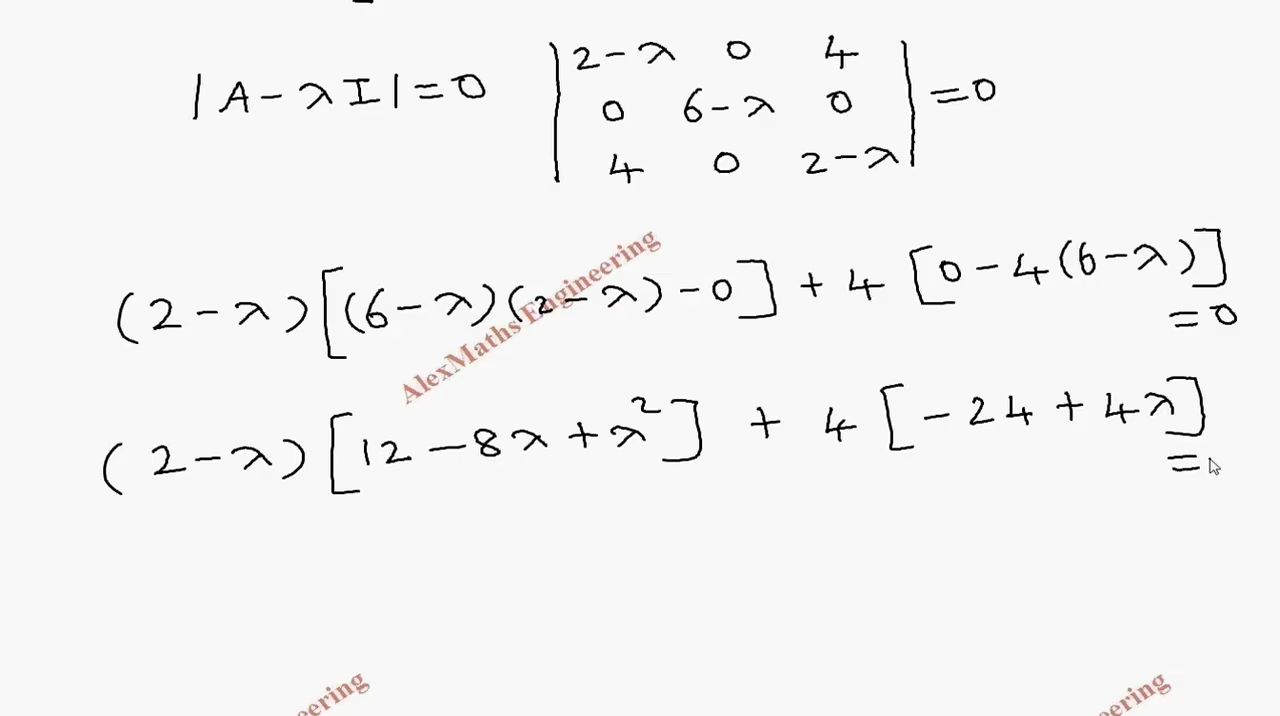 |A - λI| = 0
| 2-λ 0 4 |
| 0 6-λ 0 | = 0
| 4 0 2-λ |
(2-λ)[(6-λ)(2-λ)-0] + 4[0-4(6-λ)]
= 0
AlexMaths Engineering
(2-λ)[12-8λ+λ²] + 4[-24+4λ]
=
eering
ering